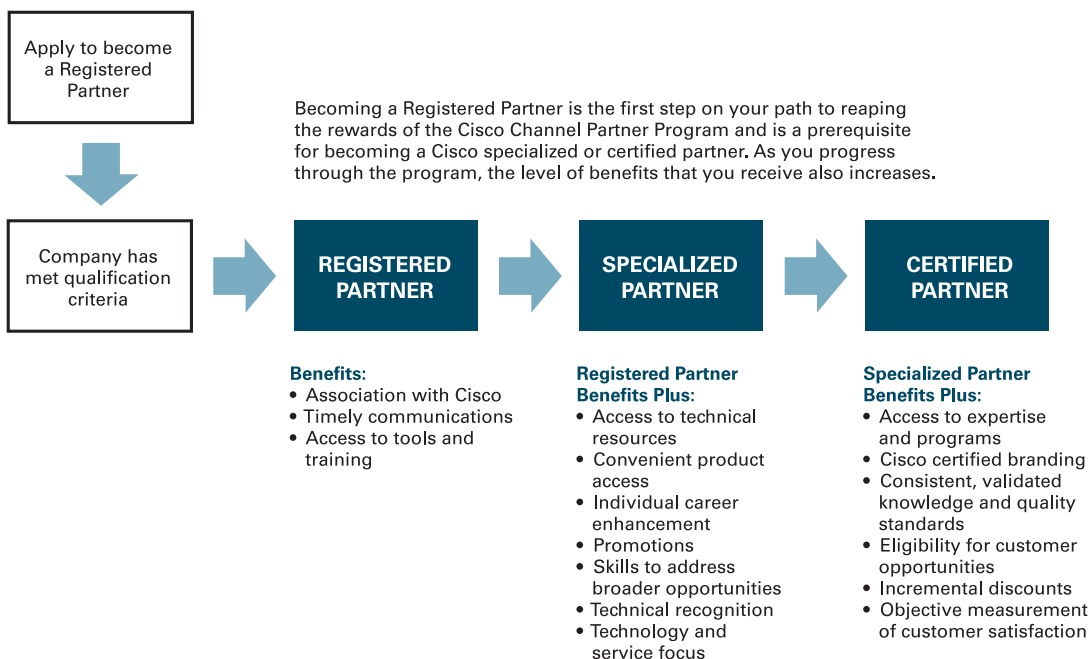 Apply to become
a Registered
Partner
Becoming a Registered Partner is the first step on your path to reaping
the rewards of the Cisco Channel Partner Program and is a prerequisite
for becoming a Cisco specialized or certified partner. As you progress
through the program, the level of benefits that you receive also increases.
Company has
met qualification
criteria
REGISTERED
PARTNER
SPECIALIZED
PARTNER
CERTIFIED
PARTNER
Benefits:
• Association with Cisco
• Timely communications
• Access to tools and
training
Registered Partner
Benefits Plus:
• Access to technical
resources
• Convenient product
access
• Individual career
enhancement
• Promotions
• Skills to address
broader opportunities
• Technical recognition
• Technology and
service focus
Specialized Partner
Benefits Plus:
• Access to expertise
and programs
• Cisco certified branding
• Consistent, validated
knowledge and quality
standards
• Eligibility for customer
opportunities
• Incremental discounts
• Objective measurement
of customer satisfaction